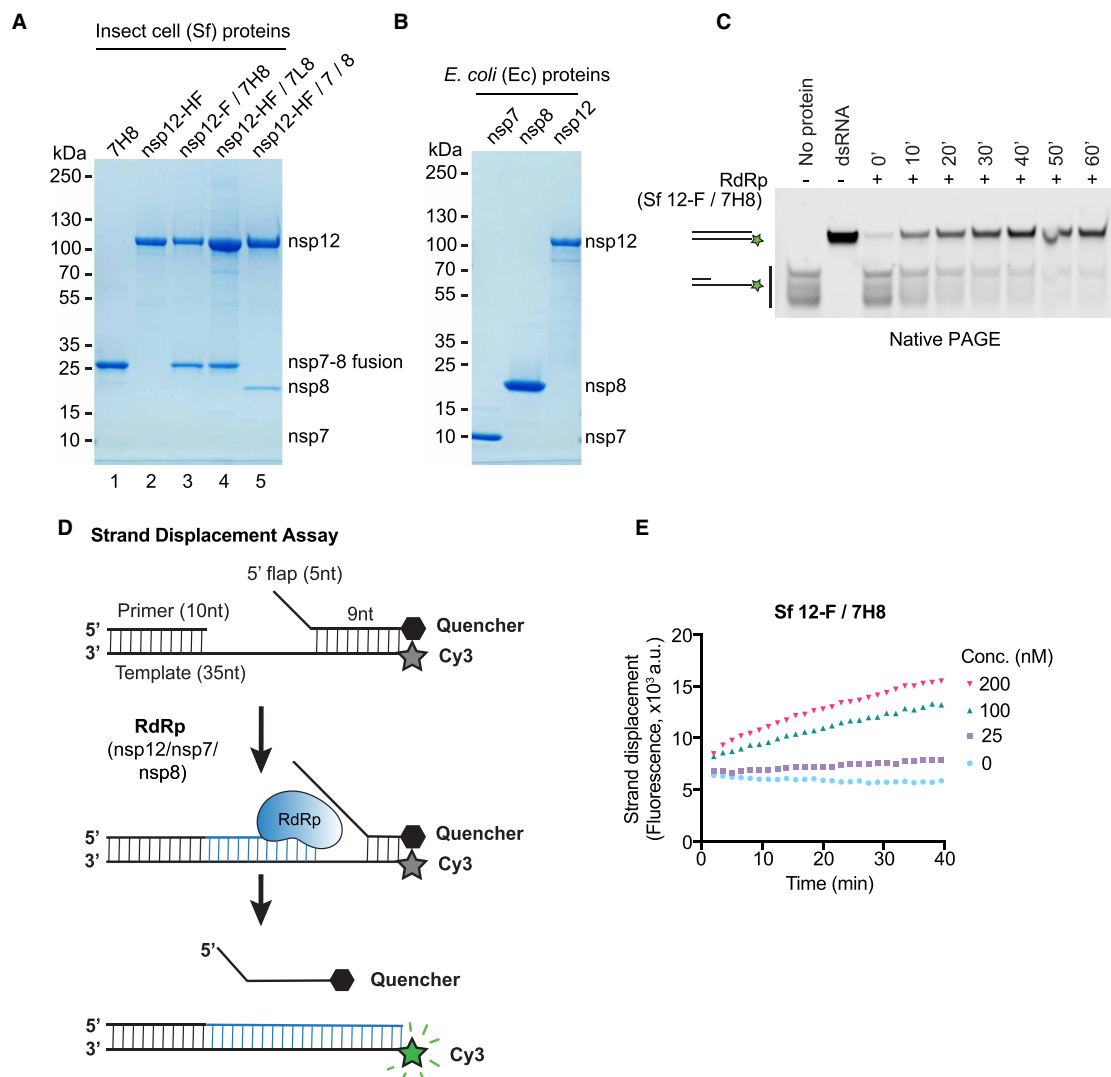 A
Insect cell (Sf) proteins
7H8
nsp12-HF
nsp12-F / 7H8
nsp12-HF / 7L8
nsp12-HF / 7 / 8
kDa
250
130
100
70
55
35
25
15
10
nsp12
nsp7-8 fusion
nsp8
nsp7
1 2 3 4 5
B
E. coli (Ec) proteins
nsp7
nsp8
nsp12
kDa
250
130
100
70
55
35
25
15
10
nsp12
nsp8
nsp7
C
No protein
dsRNA
0'
10'
20'
30'
40'
50'
60'
RdRp - - + + + + + + +
(Sf 12-F / 7H8)
Native PAGE
D
Strand Displacement Assay
5' flap (5nt)
Primer (10nt)
9nt
5'
Quencher
3'
Cy3
Template (35nt)
RdRp
(nsp12/nsp7/
nsp8)
RdRp
5'
Quencher
3'
Cy3
5'
Quencher
5'
3'
Cy3
E
Sf 12-F / 7H8
Strand displacement
(Fluorescence, x10³ a.u.)
20
15
10
5
0
0 10 20 30 40
Time (min)
Conc. (nM)
200
100
25
0